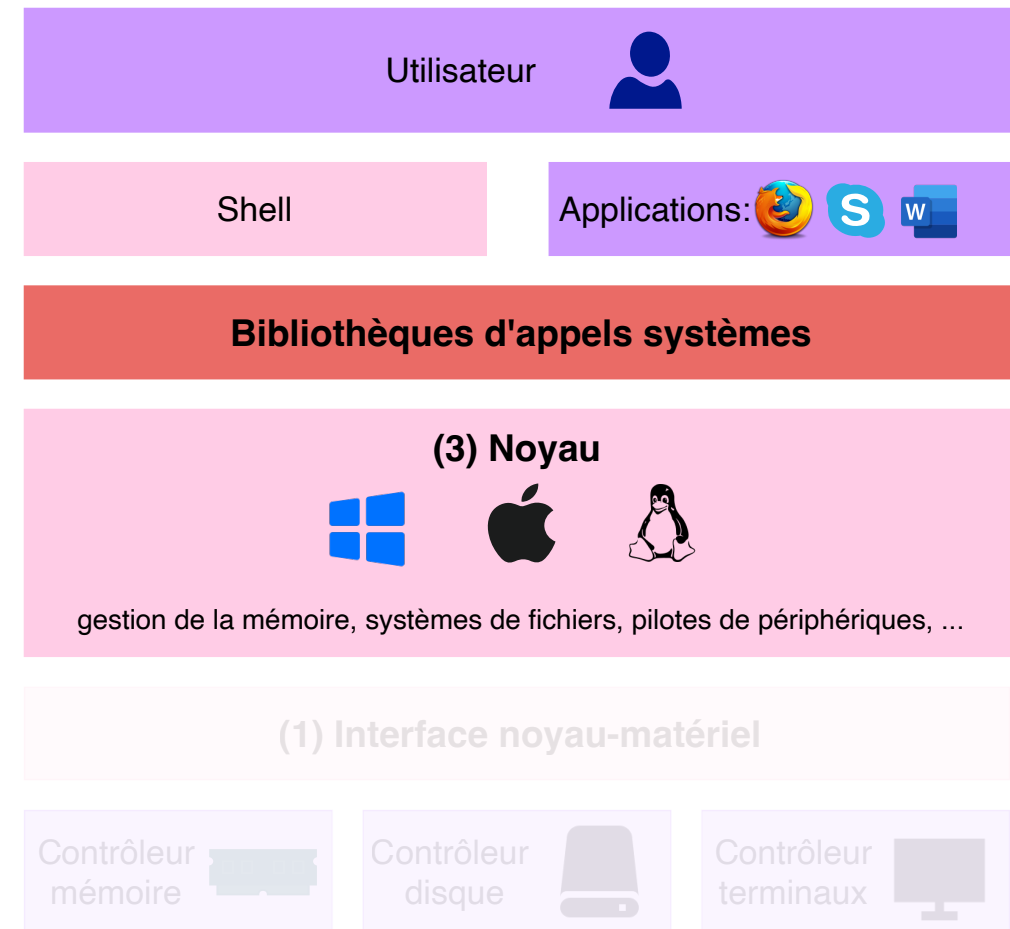 Utilisateur
Shell
Applications:
S
W
Bibliothèques d'appels systèmes
(3) Noyau
gestion de la mémoire, systèmes de fichiers, pilotes de périphériques, ...
(1) Interface noyau-matériel
Contrôleur
mémoire
Contrôleur
disque
Contrôleur
terminaux